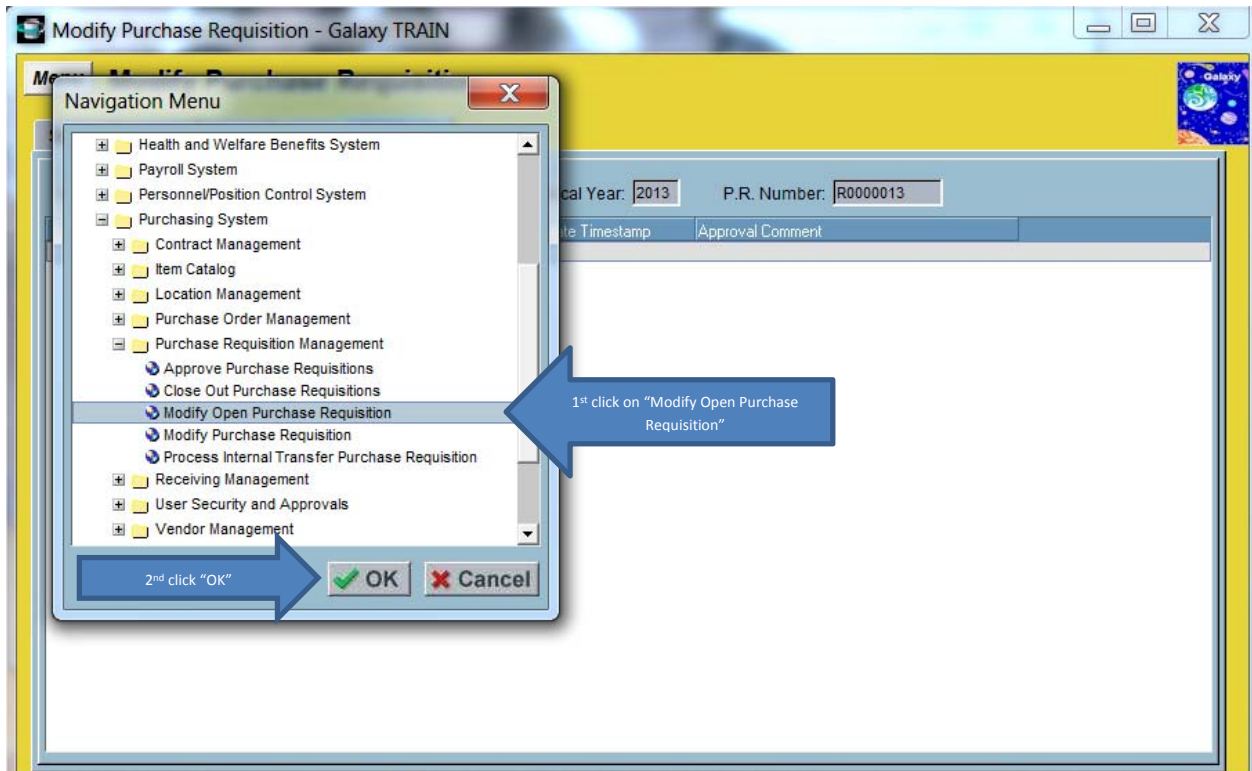 Modify Purchase Requisition - Galaxy TRAIN
Galaxy
Navigation Menu
Health and Welfare Benefits System
Payroll System
Personnel/Position Control System
Purchasing System
Contract Management
Item Catalog
Location Management
Purchase Order Management
Purchase Requisition Management
Approve Purchase Requisitions
Close Out Purchase Requisitions
Modify Open Purchase Requisition
Modify Purchase Requisition
Process Internal Transfer Purchase Requisition
Receiving Management
User Security and Approvals
Vendor Management
OK
Cancel
cal Year: 2013 P.R. Number: R0000013
Timestamp Approval Comment
1st click on “Modify Open Purchase
Requisition”
2nd click “OK”